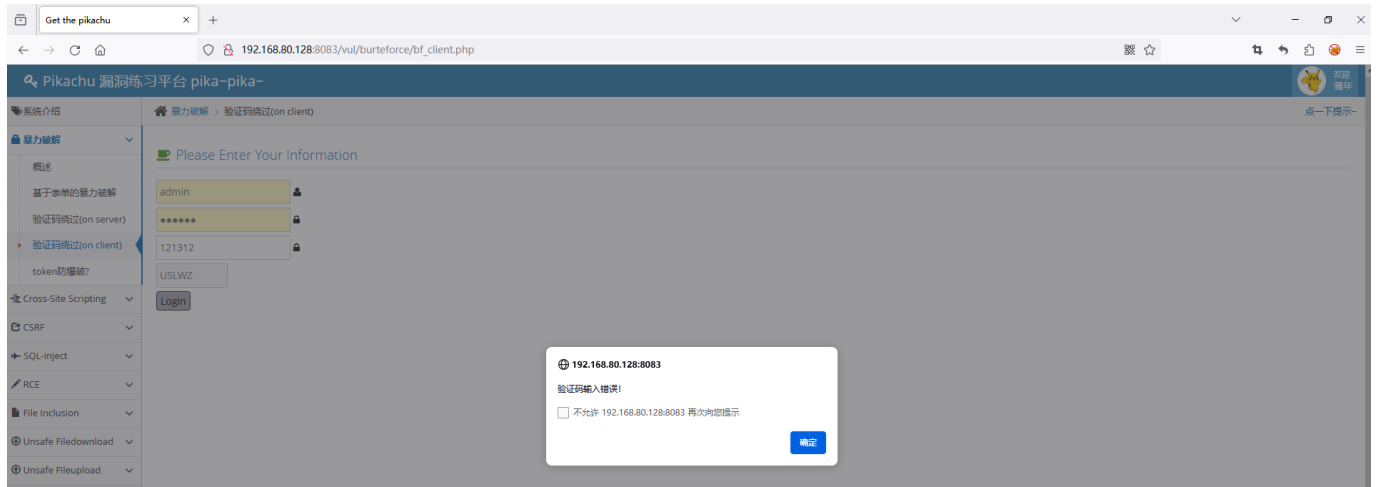 Get the pikachu
192.168.80.128:8083/vul/burteforce/bf_client.php
Pikachu 漏洞练习平台 pika~pika~
欢迎
骚年
系统介绍
暴力破解 › 验证码绕过(on client)
点一下提示~
暴力破解
概述
基于表单的暴力破解
验证码绕过(on server)
验证码绕过(on client)
token防爆破?
Cross-Site Scripting
CSRF
SQL-Inject
RCE
File Inclusion
Unsafe Filedownload
Unsafe Fileupload
Please Enter Your Information
admin
••••••
121312
USLWZ
Login
192.168.80.128:8083
验证码输入错误!
不允许 192.168.80.128:8083 再次向您提示
确定